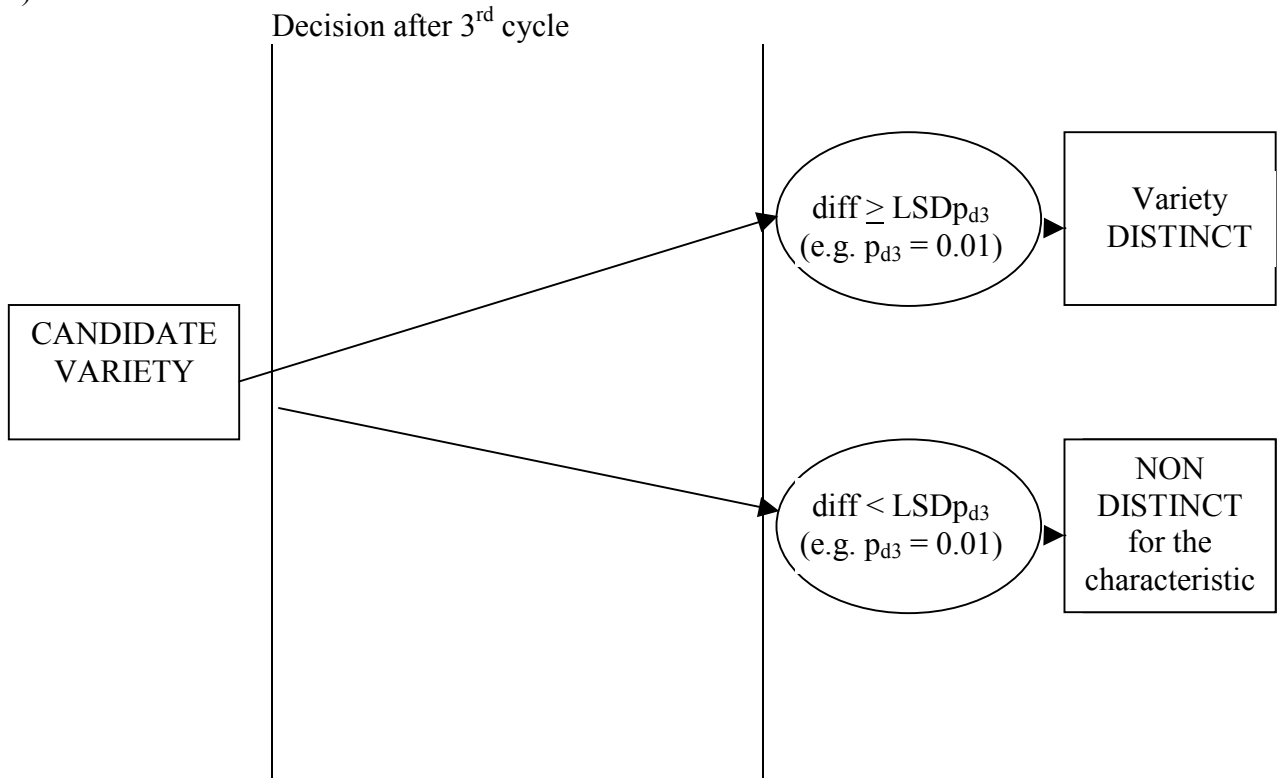 )
Decision after 3rd cycle
diff ≥ LSDpd3
(e.g. pd3 = 0.01)
Variety
DISTINCT
CANDIDATE
VARIETY
diff < LSDpd3
(e.g. pd3 = 0.01)
NON
DISTINCT
for the
characteristic